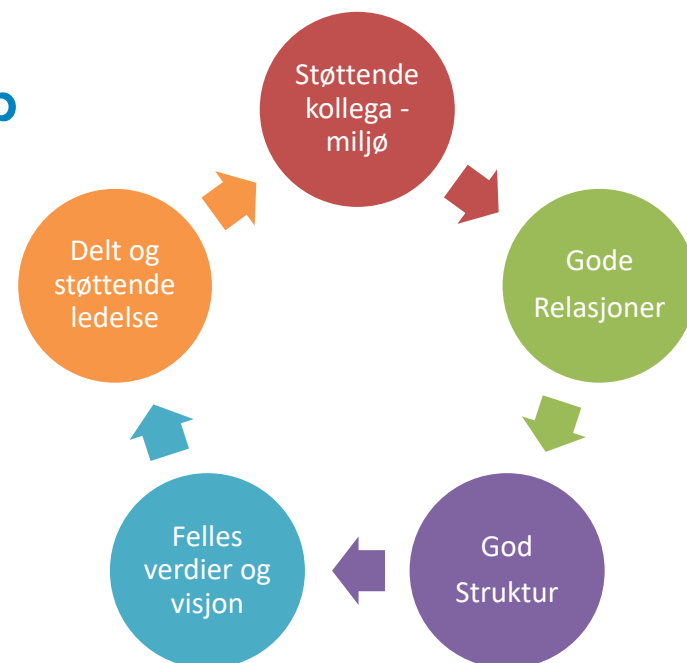 p
Støttende
kollega -
miljø
Gode
Relasjoner
God
Struktur
Felles
verdier og
visjon
Delt og
støttende
ledelse